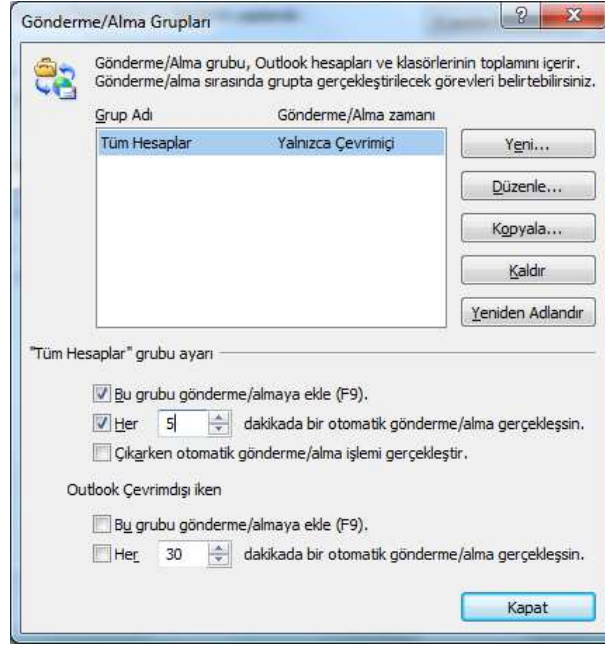 Gönderme/Alma Grupları
Gönderme/Alma grubu, Outlook hesapları ve klasörlerinin toplamını içerir.
Gönderme/alma sırasında grupta gerçekleştirilecek görevleri belirtebilirsiniz.
Grup Adı Gönderme/Alma zamanı
Tüm Hesaplar Yalnızca Çevrimiçi
Yeni...
Düzenle...
Kopyala...
Kaldır
Yeniden Adlandır
"Tüm Hesaplar" grubu ayarı
Bu grubu gönderme/almaya ekle (F9).
Her 5 dakikada bir otomatik gönderme/alma gerçekleşsin.
Çıkarken otomatik gönderme/alma işlemi gerçekleştir.
Outlook Çevrimdışı iken
Bu grubu gönderme/almaya ekle (F9).
Her 30 dakikada bir otomatik gönderme/alma gerçekleşsin.
Kapat